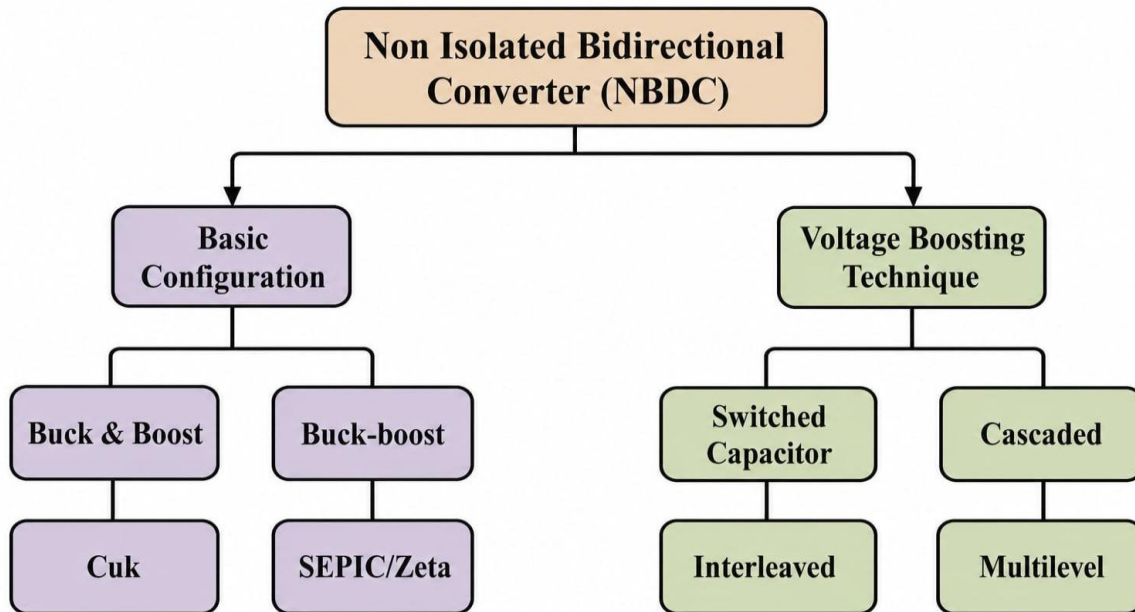 Non Isolated Bidirectional
Converter (NBDC)
Basic
Configuration
Voltage Boosting
Technique
Buck & Boost
Buck-boost
Switched
Capacitor
Cascaded
Cuk
SEPIC/Zeta
Interleaved
Multilevel